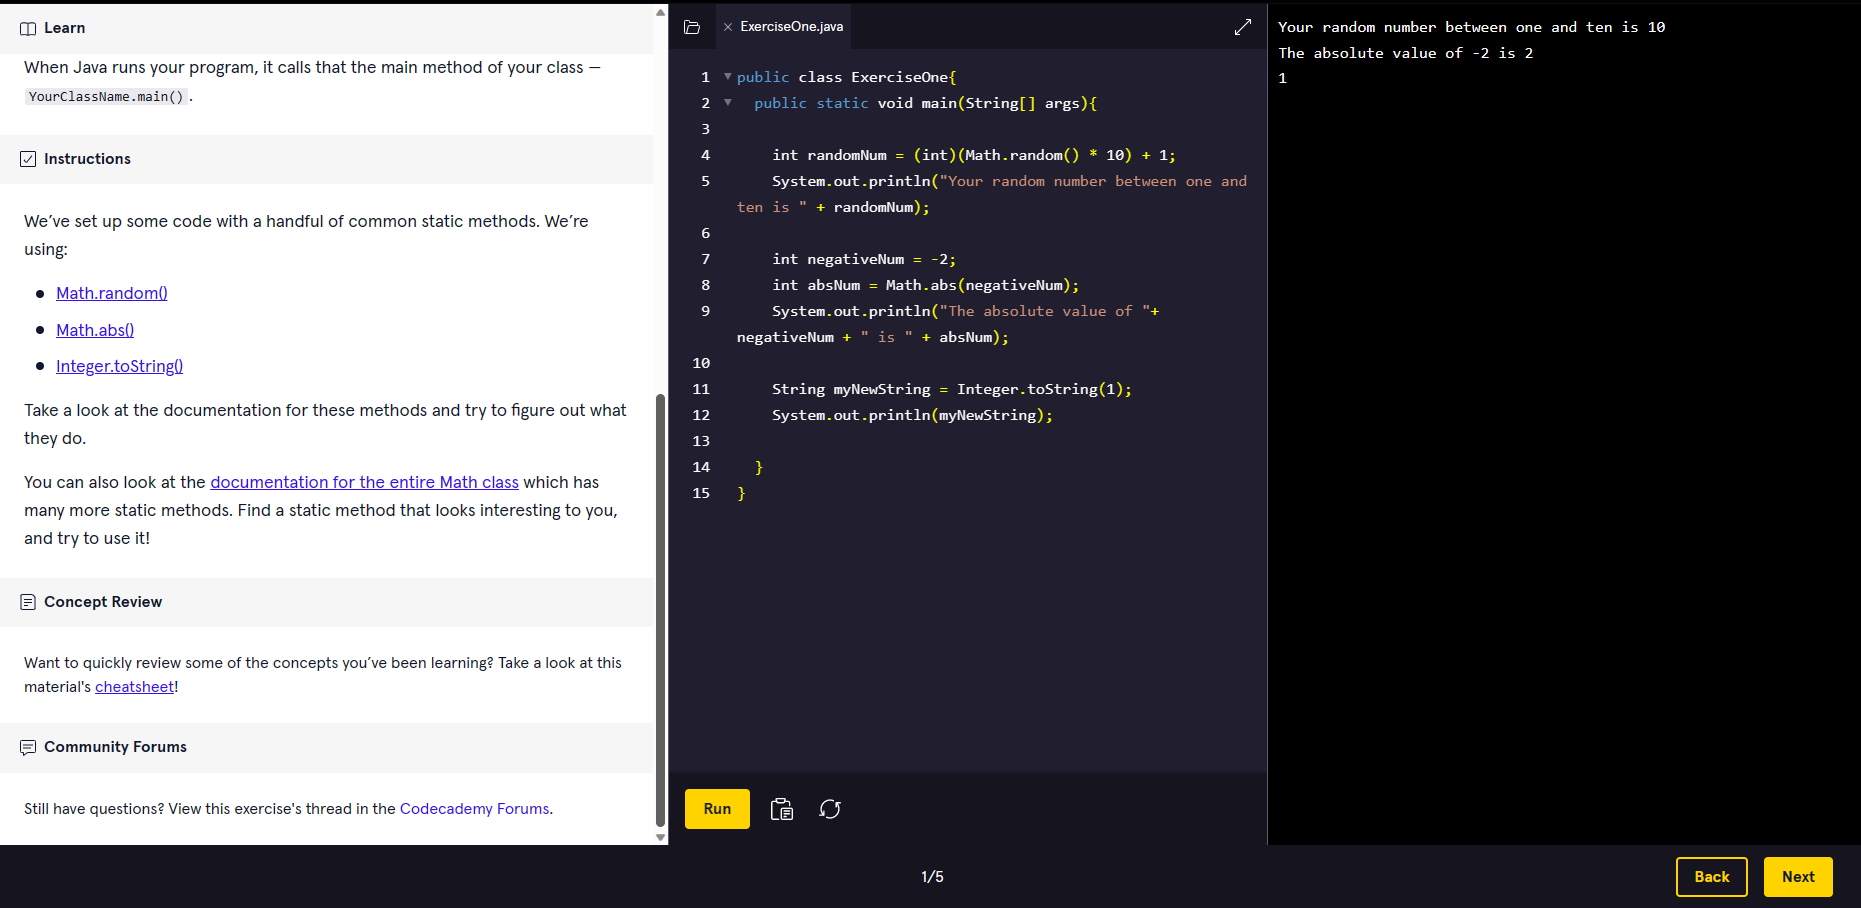 Learn
When Java runs your program, it calls that the main method of your class —
YourClassName.main() .
Instructions
We’ve set up some code with a handful of common static methods. We’re
using:
Math.random()
Math.abs()
Integer.toString()
Take a look at the documentation for these methods and try to figure out what
they do.
You can also look at the documentation for the entire Math class which has
many more static methods. Find a static method that looks interesting to you,
and try to use it!
Concept Review
Want to quickly review some of the concepts you’ve been learning? Take a look at this
material's cheatsheet!
Community Forums
Still have questions? View this exercise's thread in the Codecademy Forums.
ExerciseOne.java
1 public class ExerciseOne{
2 public static void main(String[] args){
3
4 int randomNum = (int)(Math.random() * 10) + 1;
5 System.out.println("Your random number between one and
ten is " + randomNum);
6
7 int negativeNum = -2;
8 int absNum = Math.abs(negativeNum);
9 System.out.println("The absolute value of "+
negativeNum + " is " + absNum);
10
11 String myNewString = Integer.toString(1);
12 System.out.println(myNewString);
13
14 }
15 }
Run
Your random number between one and ten is 10
The absolute value of -2 is 2
1
1/5
Back
Next